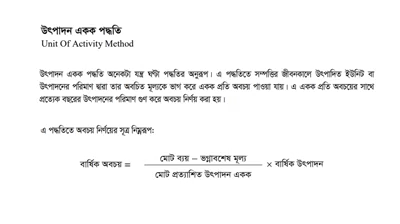 উৎপাদন একক পদ্ধতি
Unit Of Activity Method
উৎপাদন একক পদ্ধতি অনেকটা যন্ত্র ঘণ্টা পদ্ধতির অনুরূপ। এ পদ্ধতিতে সম্পত্তির জীবনকালে উৎপাদিত ইউনিট বা
উৎপাদনের পরিমাণ দ্বারা তার অবচিত মূল্যকে ভাগ করে একক প্রতি অবচয় পাওয়া যায়। এ একক প্রতি অবচয়ের সাথে
প্রত্যেক বছরের উৎপাদনের পরিমাণ গুণ করে অবচয় নির্ণয় করা হয়।
এ পদ্ধতিতে অবচয় নির্ণয়ের সূত্র নিম্নরূপ:
বার্ষিক অবচয় = মোট ব্যয় – ভগ্নাবশেষ মূল্য / মোট প্রত্যাশিত উৎপাদন একক × বার্ষিক উৎপাদন